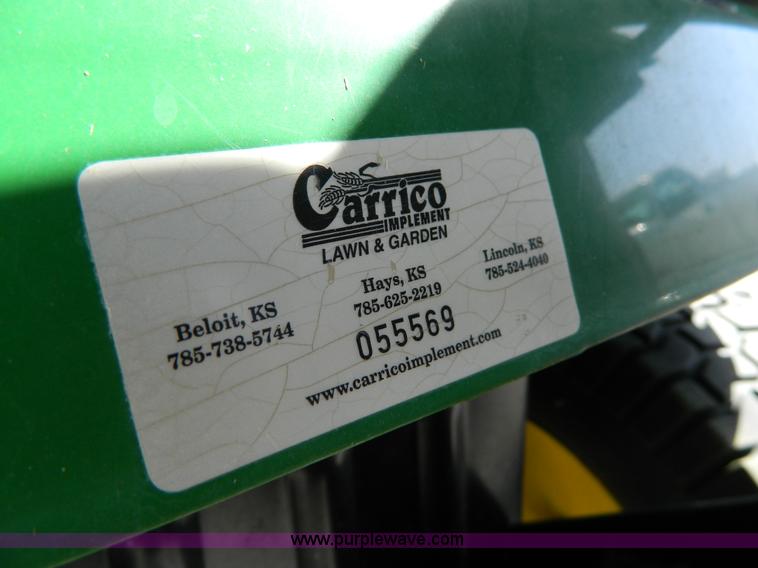 Carrico
IMPLEMENT
LAWN & GARDEN
Beloit, KS
785-738-5744
Hays, KS
785-625-2219
Lincoln, KS
785-524-4040
055569
www.carricoimplement.com
www.purplewave.com